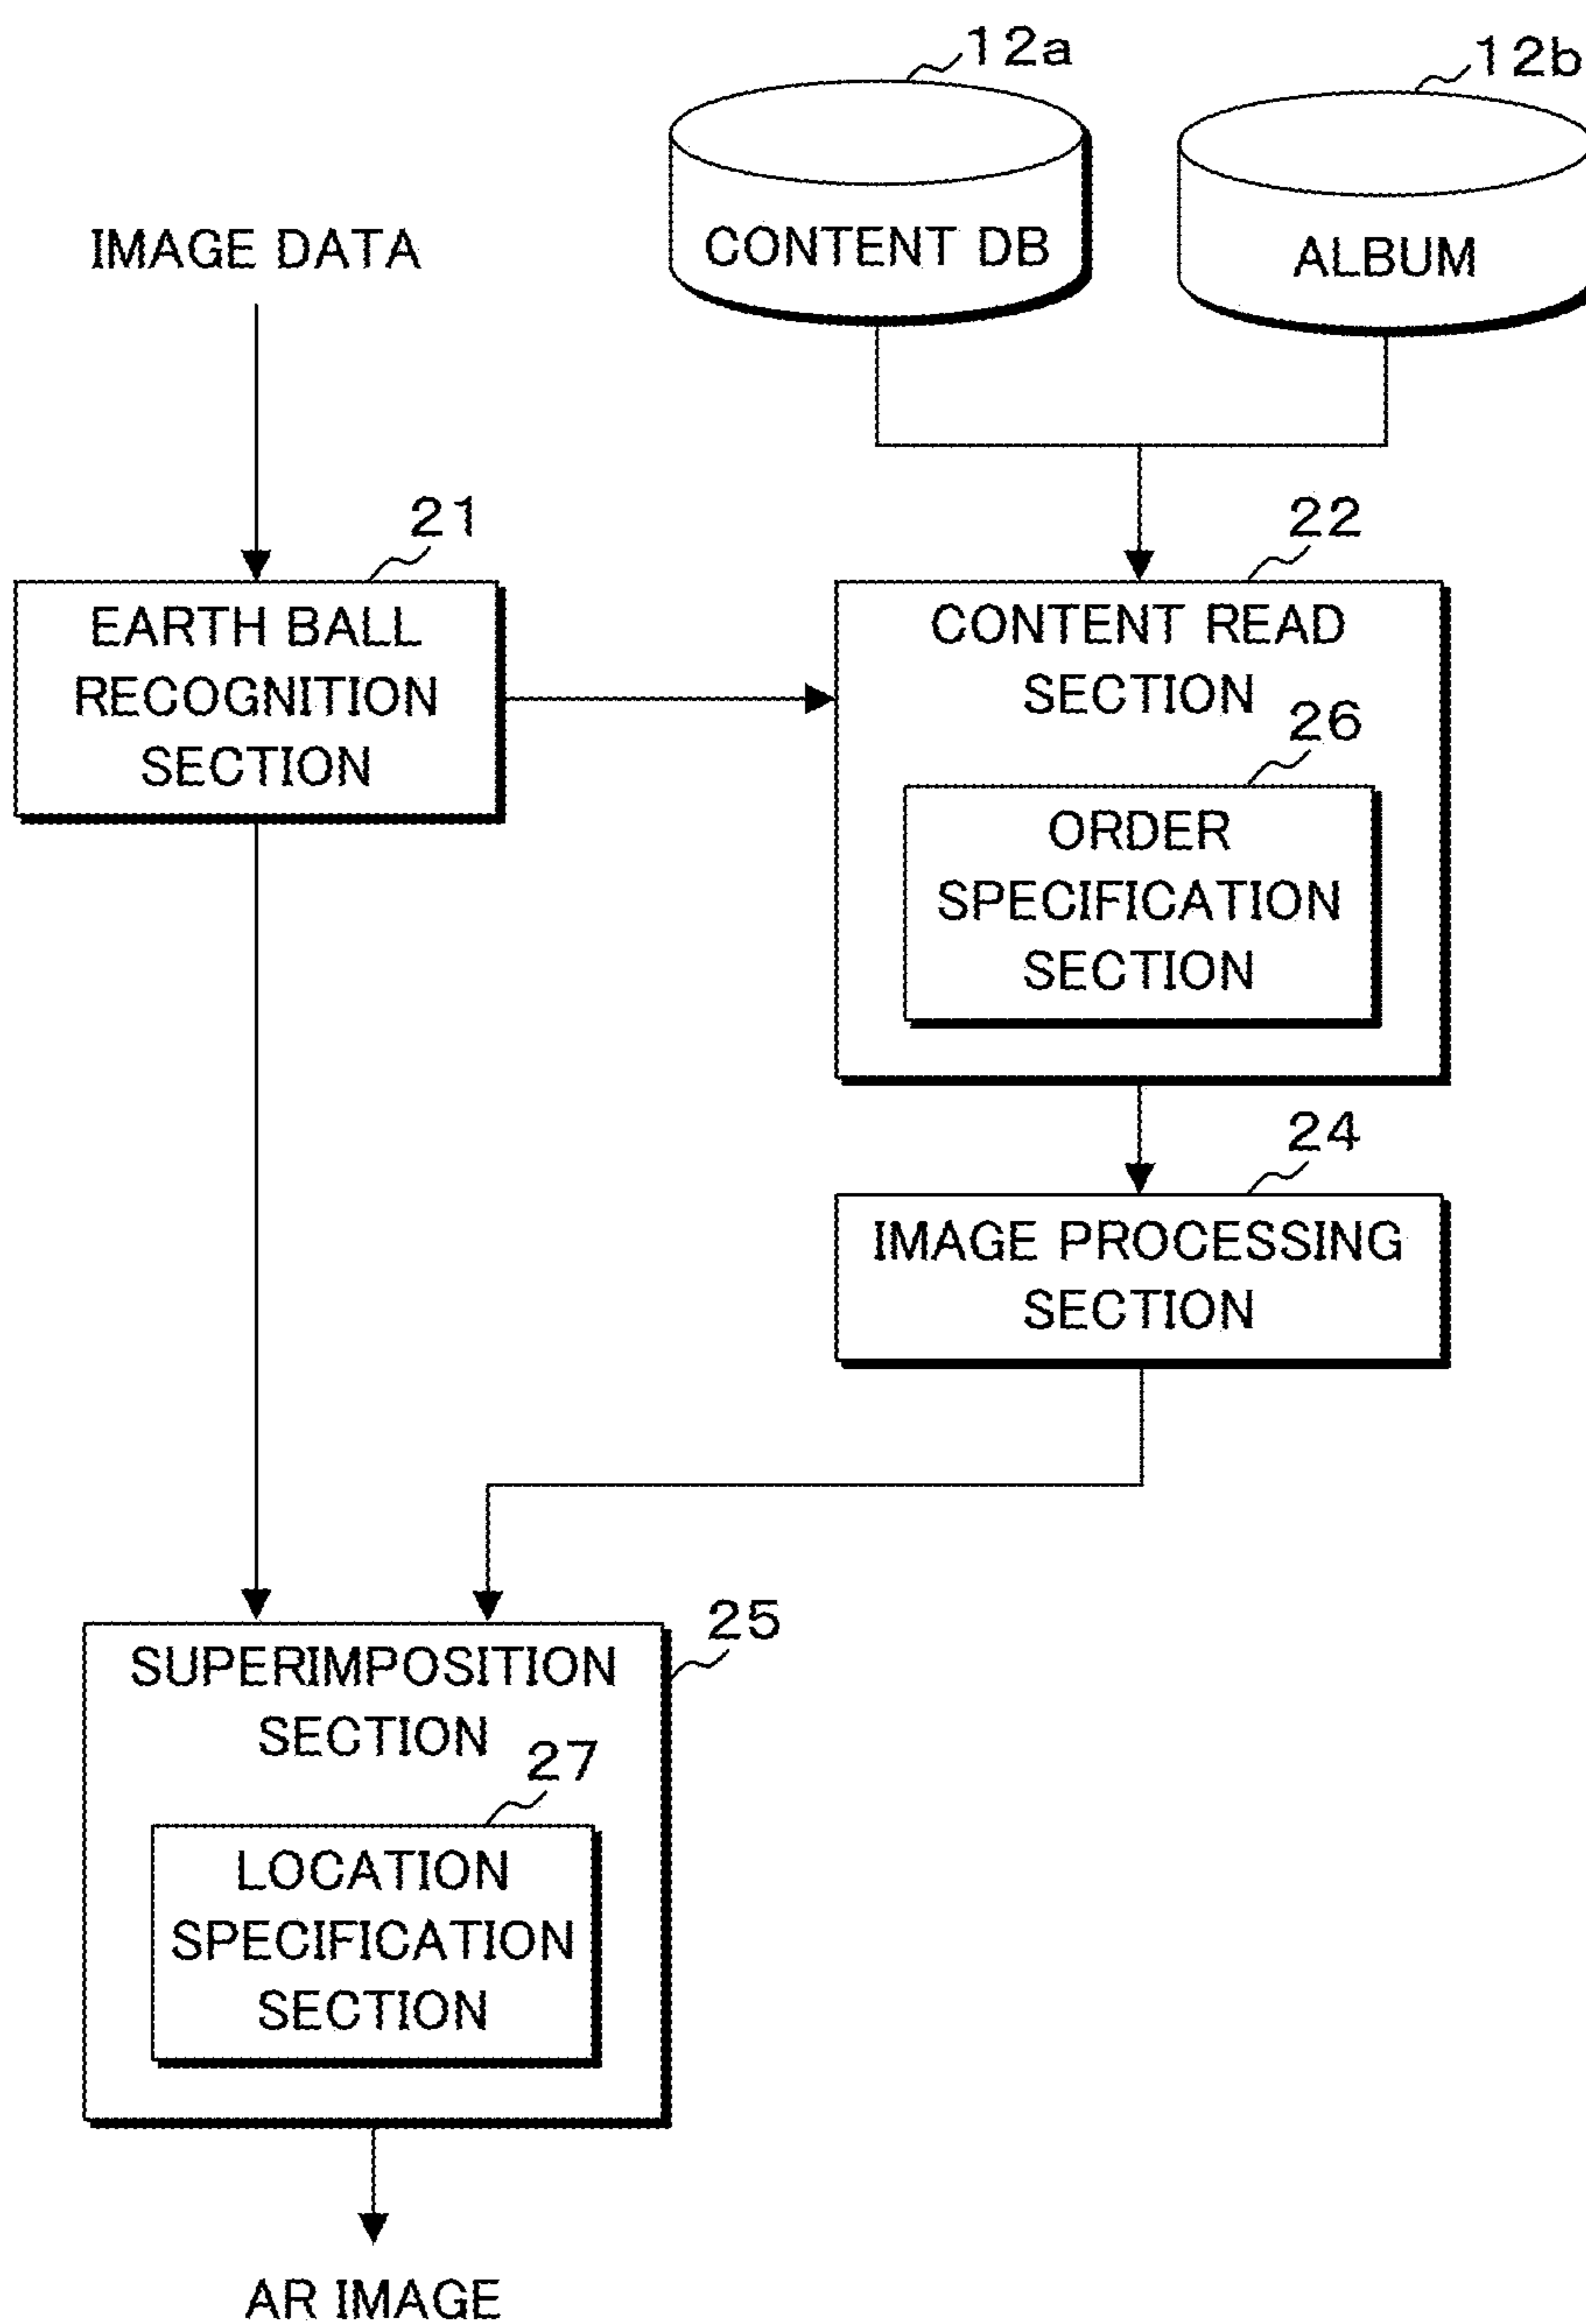 12a
12b
CONTENT DB
ALBUM
IMAGE DATA
21
22
EARTH BALL
RECOGNITION
SECTION
CONTENT READ
SECTION
26
ORDER
SPECIFICATION
SECTION
24
IMAGE PROCESSING
SECTION
25
SUPERIMPOSITION
SECTION
27
LOCATION
SPECIFICATION
SECTION
AR IMAGE